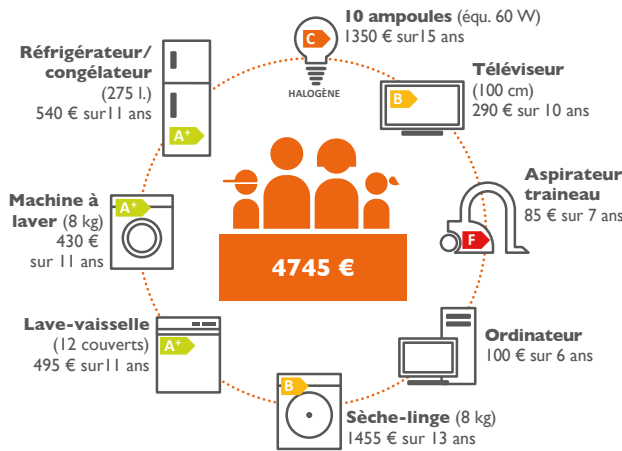 10 ampoules (équ. 60 W)
1350 € sur15 ans
C
HALOGÈNE
Téléviseur
(100 cm)
290 € sur 10 ans
B
Aspirateur
traineau
85 € sur 7 ans
F
Ordinateur
100 € sur 6 ans
Sèche-linge (8 kg)
1455 € sur 13 ans
B
Lave-vaisselle
(12 couverts)
495 € sur11 ans
A+
Machine à
laver (8 kg)
430 €
sur 11 ans
A+
Réfrigérateur/
congélateur
(275 l.)
540 € sur11 ans
A+
4745 €